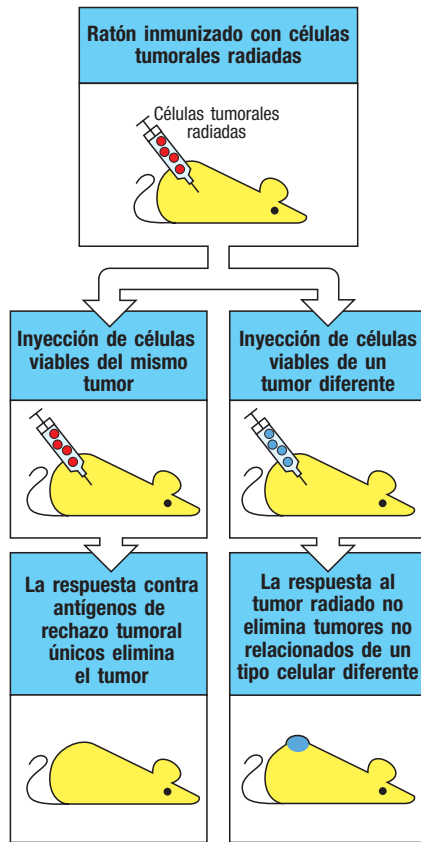 Ratón inmunizado con células
tumorales radiadas
Células tumorales
radiadas
Inyección de células
viables del mismo
tumor
Inyección de células
viables de un
tumor diferente
La respuesta contra
antígenos de
rechazo tumoral
únicos elimina
el tumor
La respuesta al
tumor radiado no
elimina tumores no
relacionados de un
tipo celular diferente